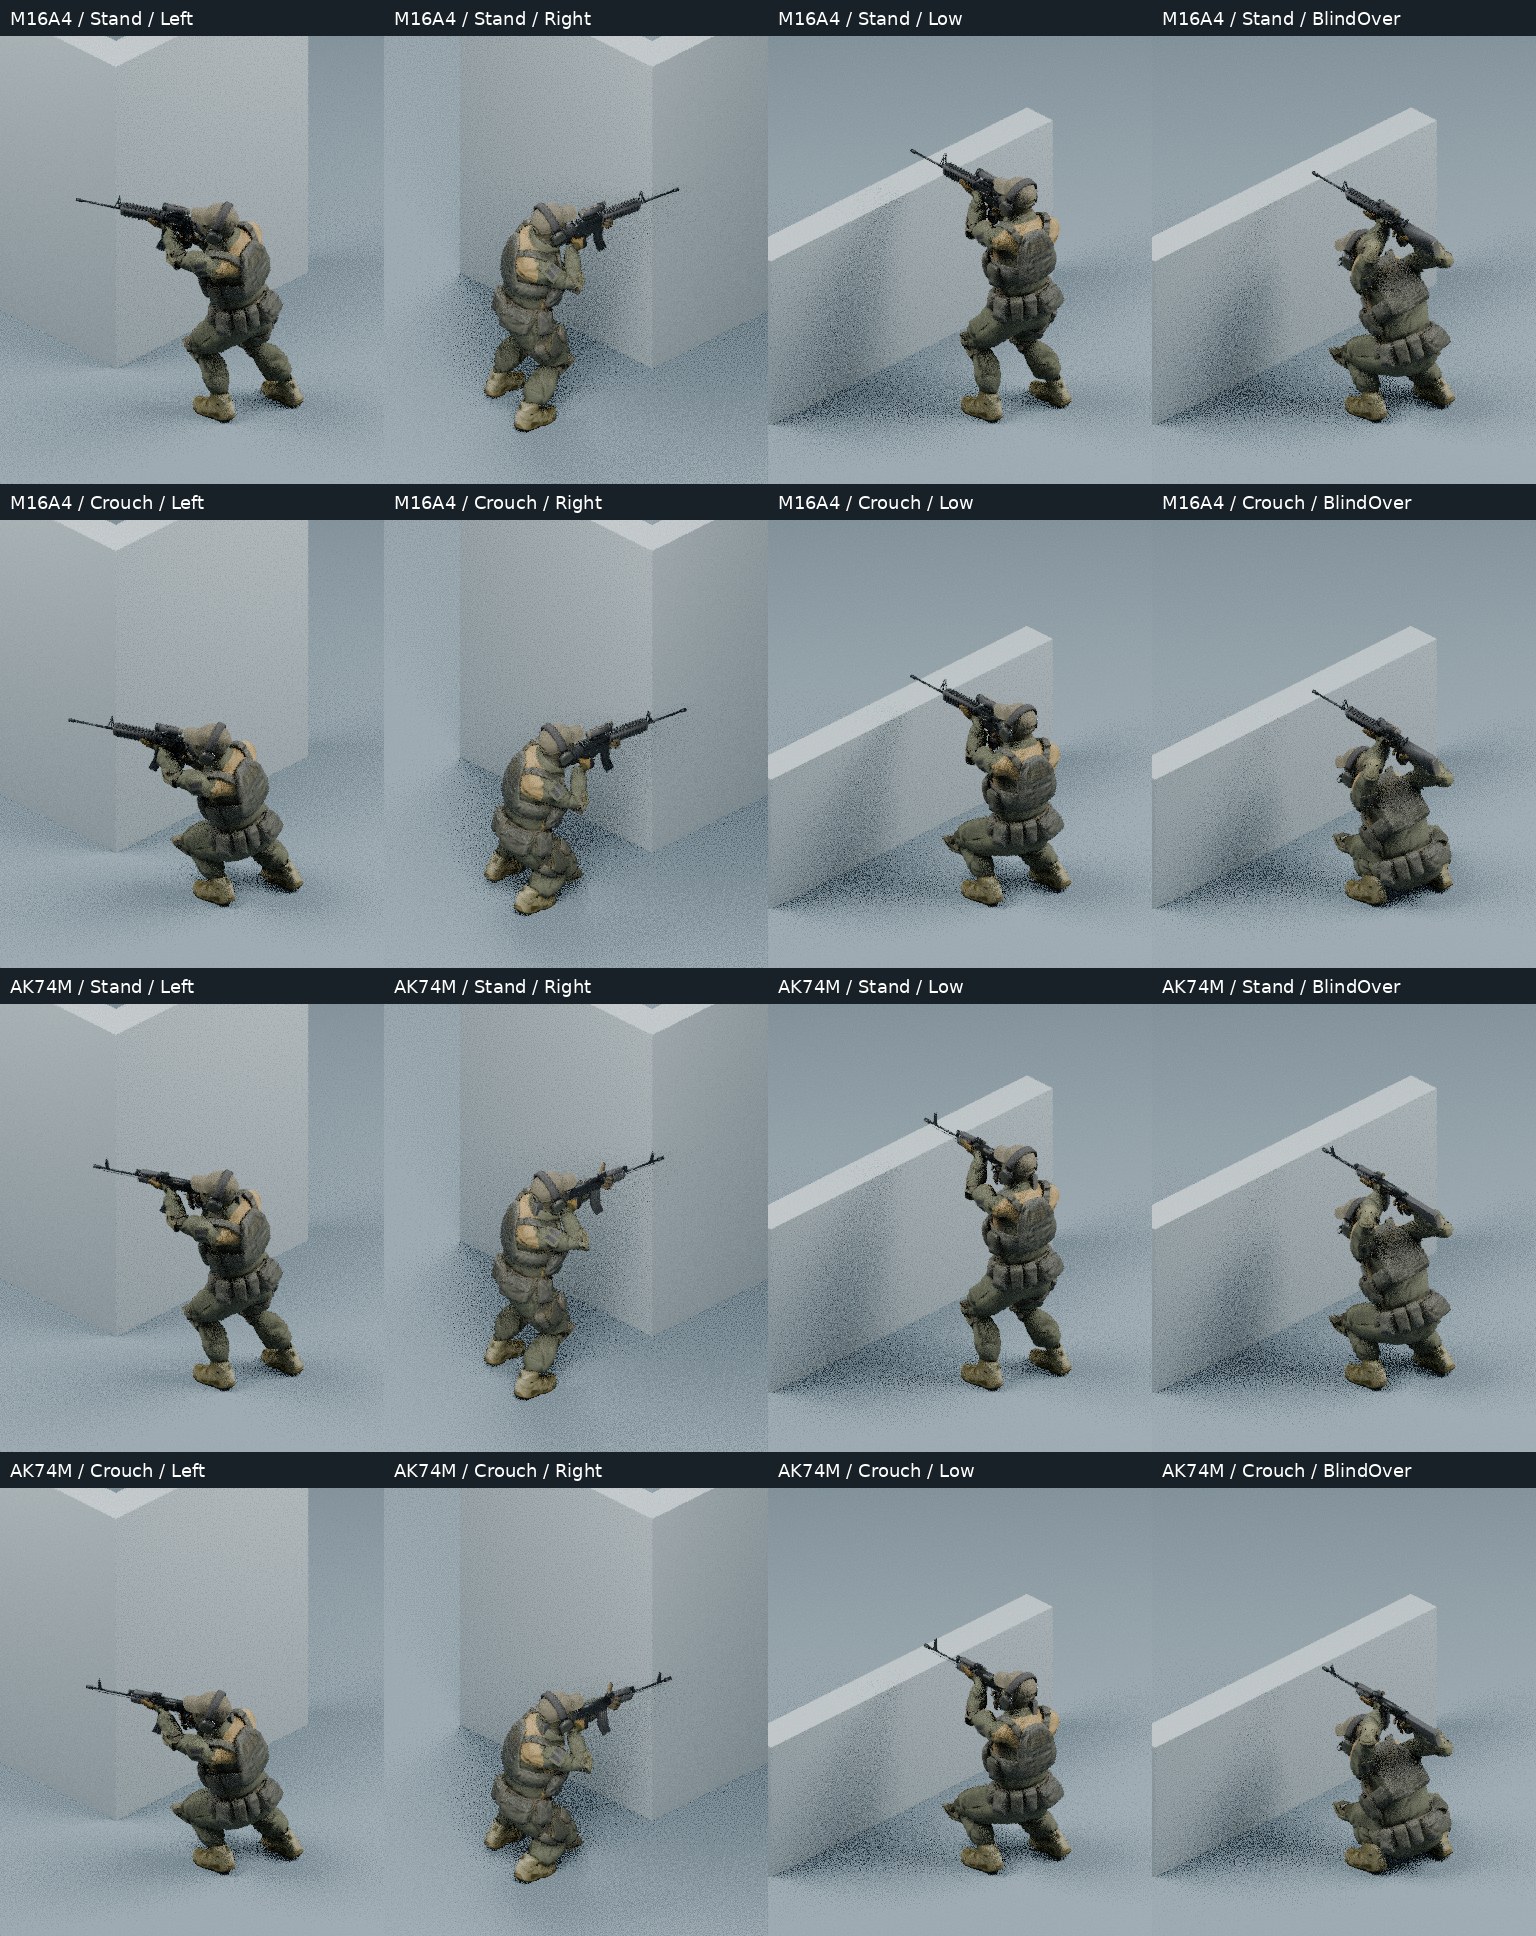 M16A4 / Stand / Left
M16A4 / Stand / Right
M16A4 / Stand / Low
M16A4 / Stand / BlindOver
M16A4 / Crouch / Left
M16A4 / Crouch / Right
M16A4 / Crouch / Low
M16A4 / Crouch / BlindOver
AK74M / Stand / Left
AK74M / Stand / Right
AK74M / Stand / Low
AK74M / Stand / BlindOver
AK74M / Crouch / Left
AK74M / Crouch / Right
AK74M / Crouch / Low
AK74M / Crouch / BlindOver